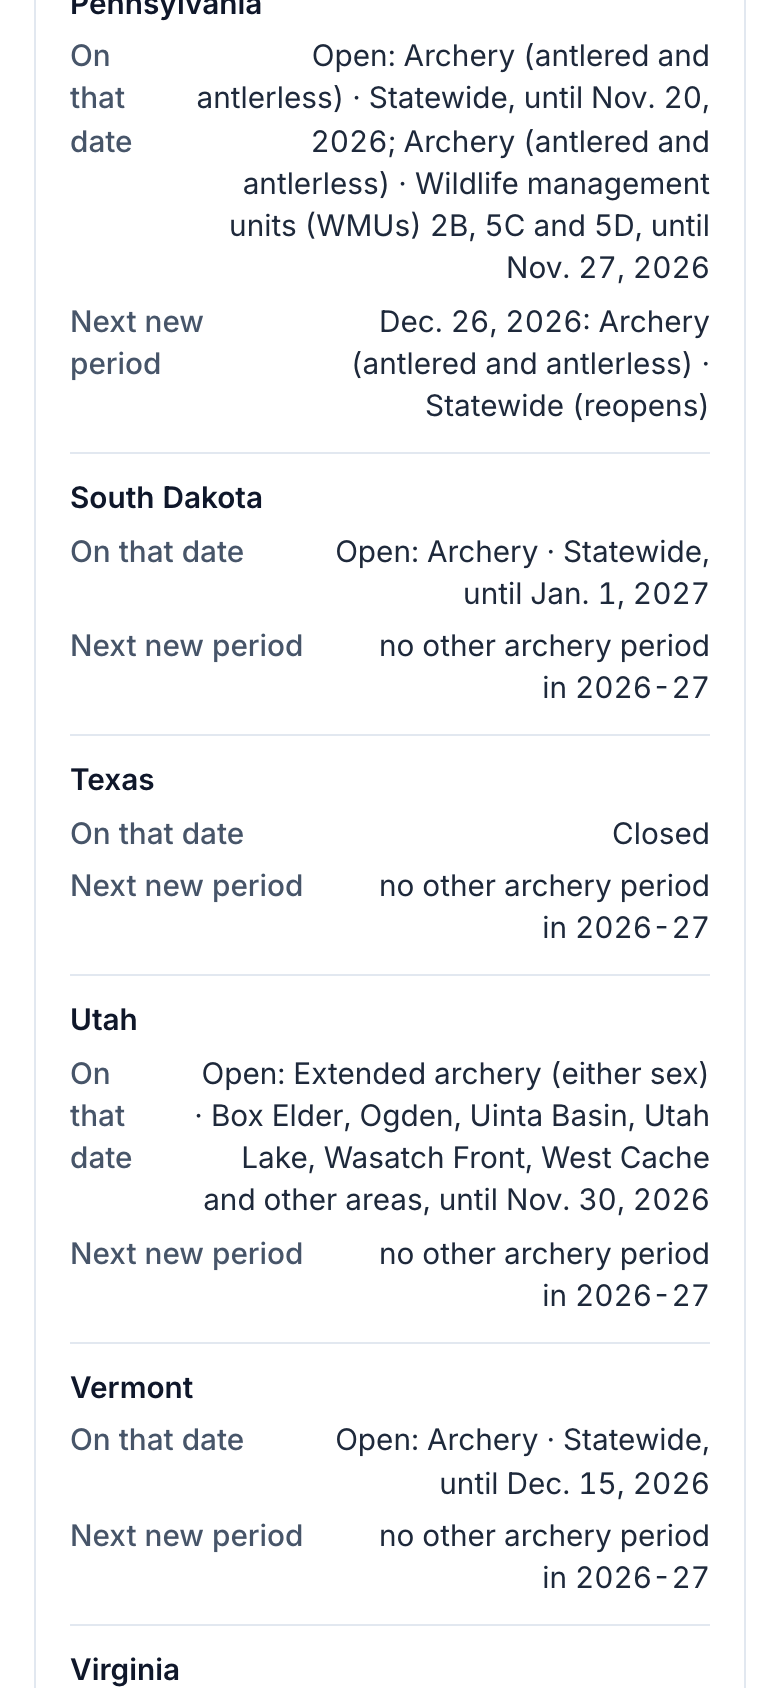 Pennsylvania
On that date
Open: Archery (antlered and
antlerless) · Statewide, until Nov. 20,
2026; Archery (antlered and
antlerless) · Wildlife management
units (WMUs) 2B, 5C and 5D, until
Nov. 27, 2026
Next new period
Dec. 26, 2026: Archery
(antlered and antlerless) ·
Statewide (reopens)
South Dakota
On that date
Open: Archery · Statewide,
until Jan. 1, 2027
Next new period
no other archery period
in 2026-27
Texas
On that date
Closed
Next new period
no other archery period
in 2026-27
Utah
On that date
Open: Extended archery (either sex)
· Box Elder, Ogden, Uinta Basin, Utah
Lake, Wasatch Front, West Cache
and other areas, until Nov. 30, 2026
Next new period
no other archery period
in 2026-27
Vermont
On that date
Open: Archery · Statewide,
until Dec. 15, 2026
Next new period
no other archery period
in 2026-27
Virginia